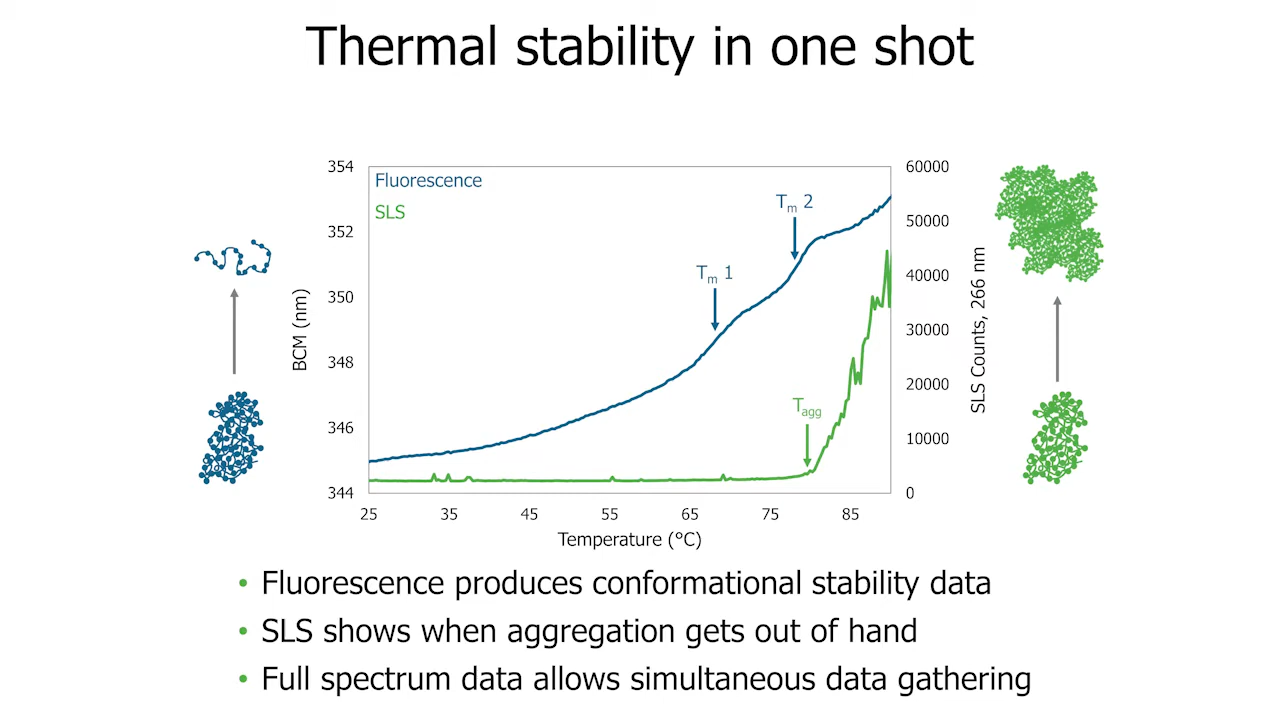 Thermal stability in one shot
Fluorescence
SLS
354
352
350
348
346
344
BCM (nm)
Tm 1
Tm 2
Tagg
60000
50000
40000
30000
20000
10000
0
SLS Counts, 266 nm
25 35 45 55 65 75 85
Temperature (°C)
• Fluorescence produces conformational stability data
• SLS shows when aggregation gets out of hand
• Full spectrum data allows simultaneous data gathering